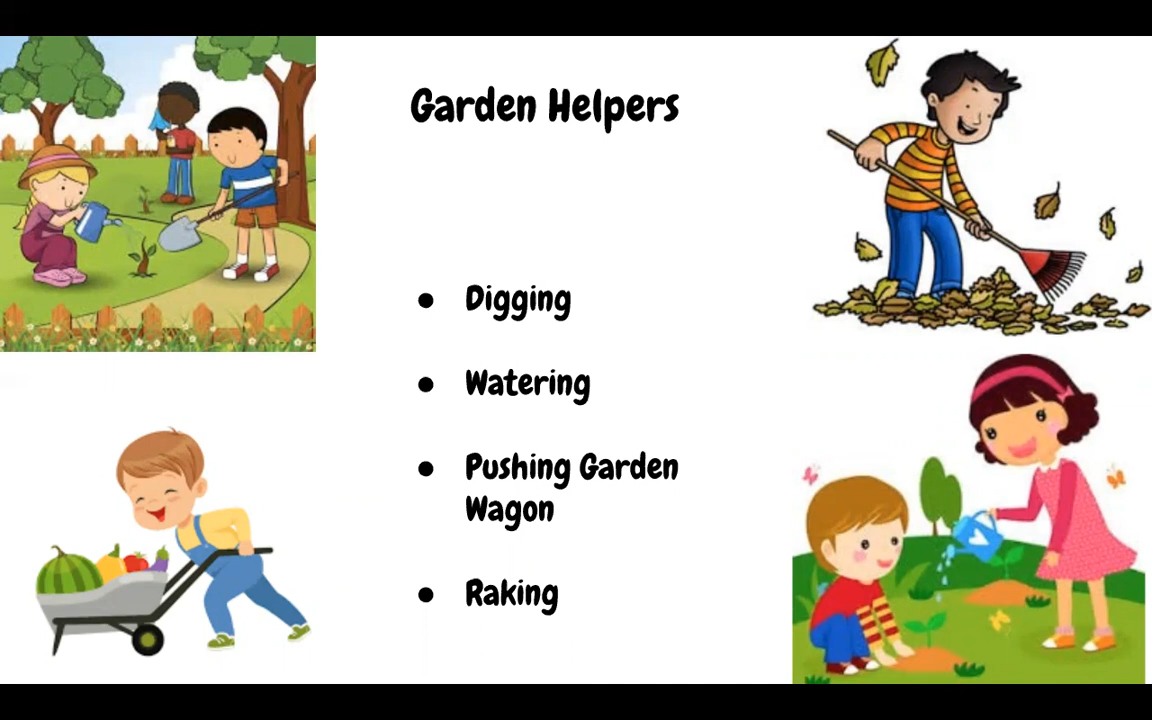 Garden Helpers
● Digging
● Watering
● Pushing Garden
Wagon
● Raking